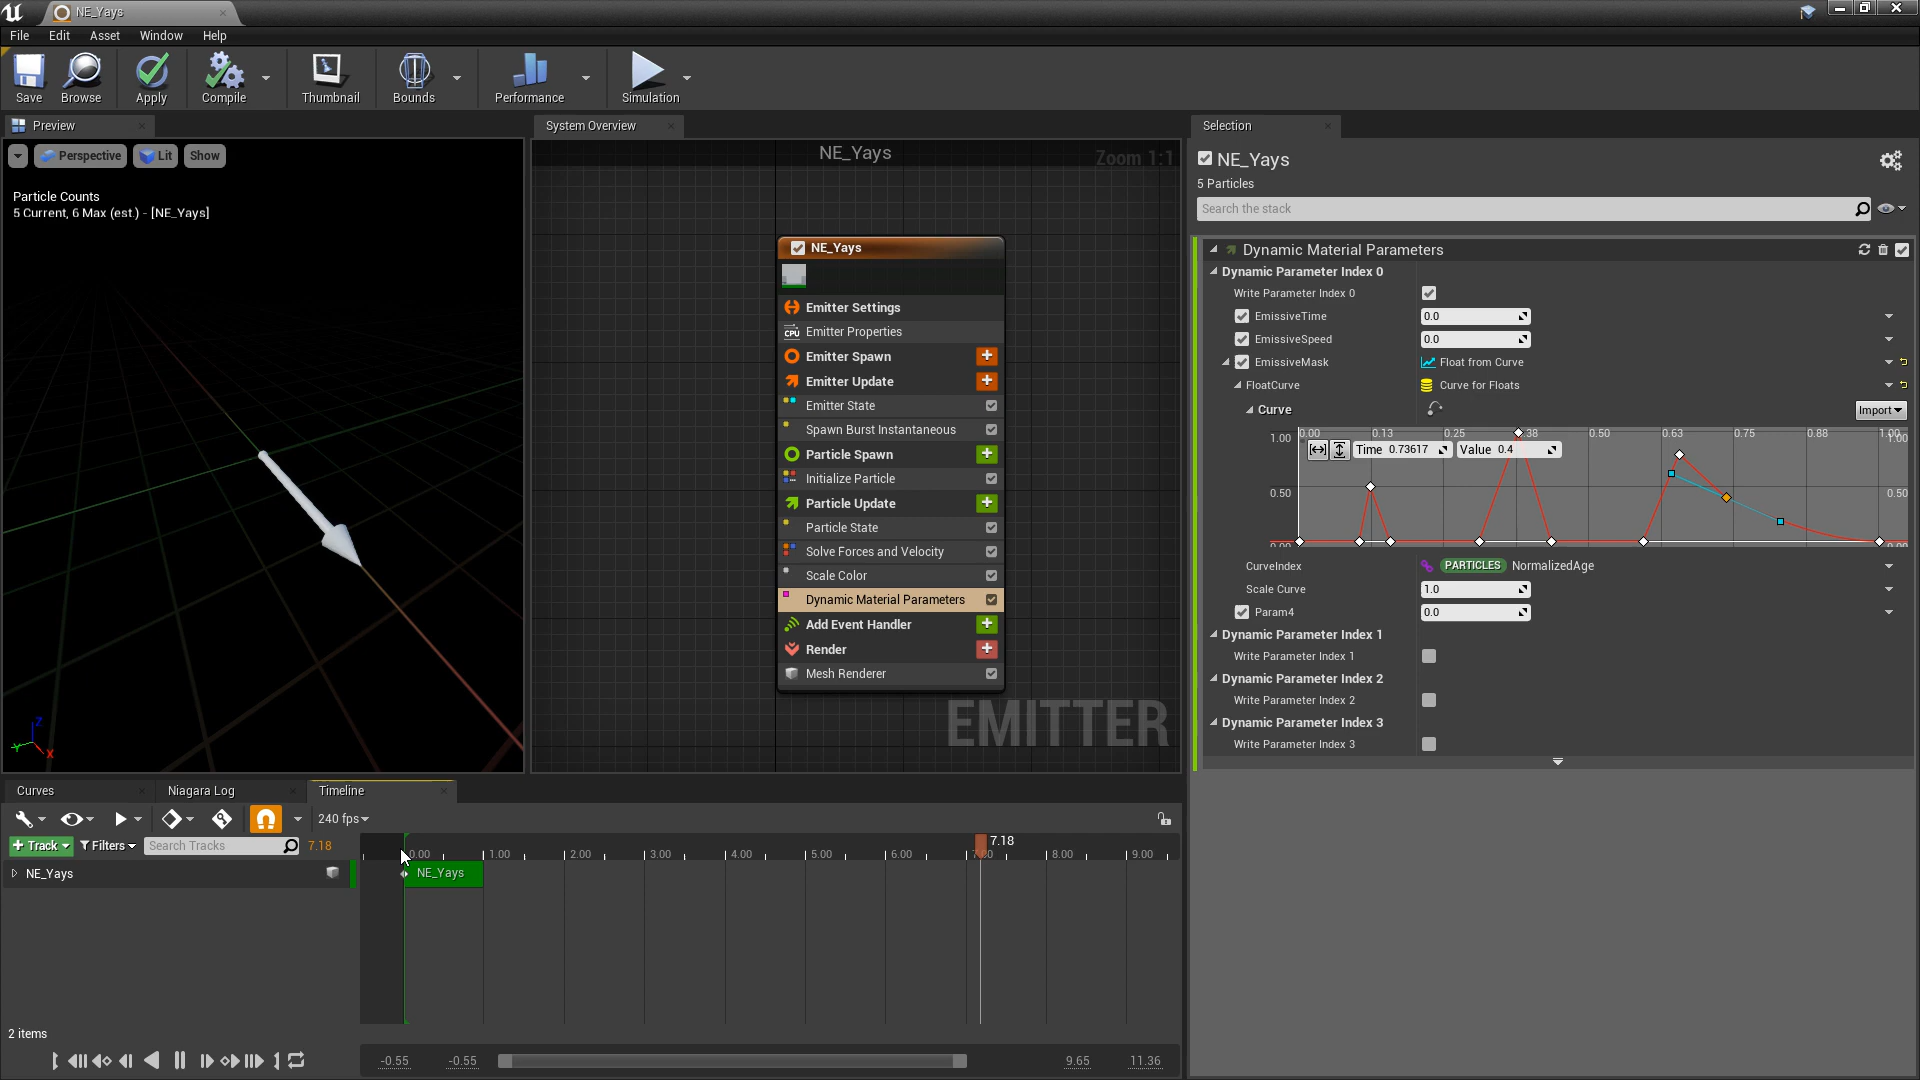 NE_Yays
File Edit Asset Window Help
Save Browse Apply Compile Thumbnail Bounds Performance Simulation
Preview
Perspective Lit Show
Particle Counts
5 Current, 6 Max (est.) - [NE_Yays]
System Overview
NE_Yays
Zoom 1:1
NE_Yays
Emitter Settings
CPU Emitter Properties
Emitter Spawn
Emitter Update
Emitter State
Spawn Burst Instantaneous
Particle Spawn
Initialize Particle
Particle Update
Particle State
Solve Forces and Velocity
Scale Color
Dynamic Material Parameters
Add Event Handler
Render
Mesh Renderer
EMITTER
Selection
NE_Yays
5 Particles
Search the stack
Dynamic Material Parameters
Dynamic Parameter Index 0
Write Parameter Index 0
EmissiveTime 0.0
EmissiveSpeed 0.0
EmissiveMask Float from Curve
FloatCurve Curve for Floats
Curve Import
1.00 0.00 0.13 0.25 .38 0.50 0.63 0.75 0.88 1.00 1.00
Time 0.73617 Value 0.4
0.50 0.50
0.00 0.00
CurveIndex PARTICLES NormalizedAge
Scale Curve 1.0
Param4 0.0
Dynamic Parameter Index 1
Write Parameter Index 1
Dynamic Parameter Index 2
Write Parameter Index 2
Dynamic Parameter Index 3
Write Parameter Index 3
Curves Niagara Log Timeline
240 fps
Track Filters Search Tracks 7.18
7.18
0.00 1.00 2.00 3.00 4.00 5.00 6.00 7.00 8.00 9.00
NE_Yays
NE_Yays
2 items
-0.55 -0.55 9.65 11.36
X
Y
Z